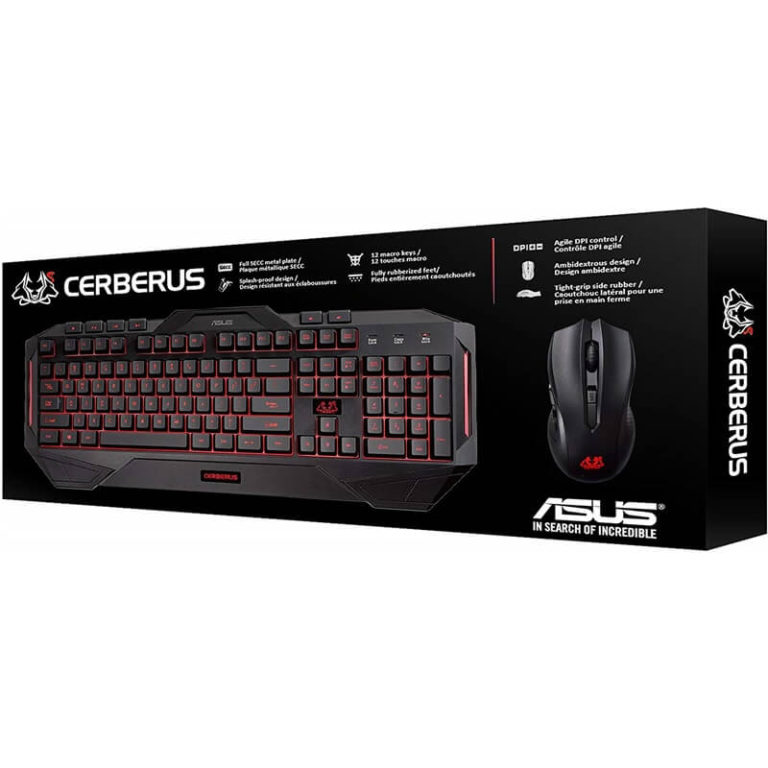 CERBERUS
SECC
Full SECC metal plate /
Plaque métallique SECC
Splash-proof design /
Design résistant aux éclaboussures
12 macro keys /
12 touches macro
Fully rubberized feet/
Pieds entièrement caoutchoutés
DPI
Agile DPI control /
Contrôle DPI agile
Ambidextrous design /
Design ambidextre
Tight-grip side rubber /
Caoutchouc latéral pour une
prise en main ferme
ASUS
CERBERUS
ASUS®
IN SEARCH OF INCREDIBLE
CERBERUS